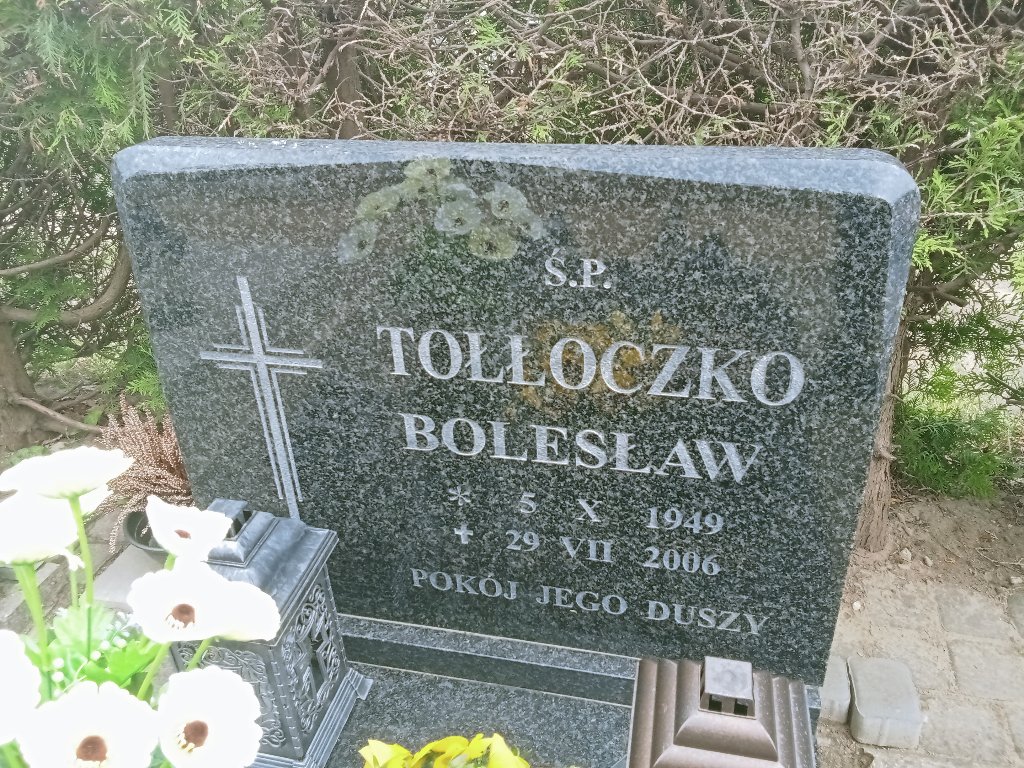 Ś.P.
TOŁŁOCZKO
BOLESŁAW
* 5 X 1949
+ 29 VII 2006
POKÓJ JEGO DUSZY